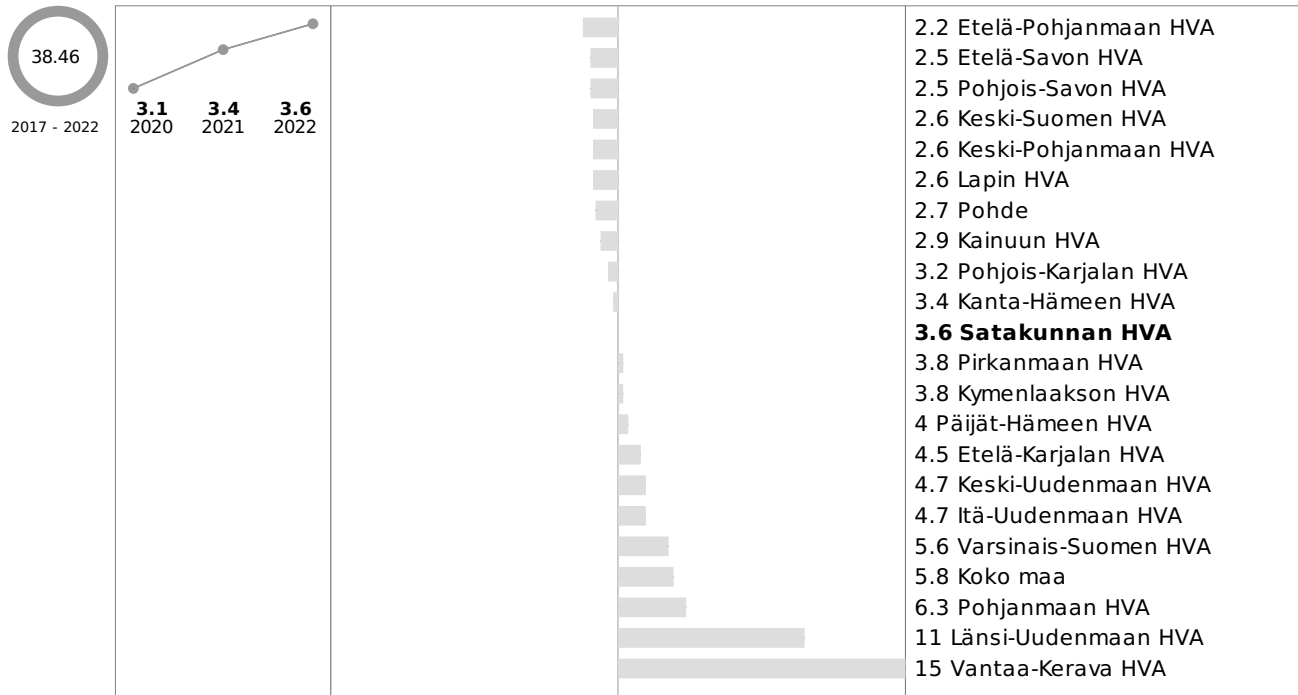 38.46
2017 - 2022
3.1 3.4 3.6
2020 2021 2022
2.2 Etelä-Pohjanmaan HVA
2.5 Etelä-Savon HVA
2.5 Pohjois-Savon HVA
2.6 Keski-Suomen HVA
2.6 Keski-Pohjanmaan HVA
2.6 Lapin HVA
2.7 Pohde
2.9 Kainuun HVA
3.2 Pohjois-Karjalan HVA
3.4 Kanta-Hämeen HVA
3.6 Satakunnan HVA
3.8 Pirkanmaan HVA
3.8 Kymenlaakson HVA
4 Päijät-Hämeen HVA
4.5 Etelä-Karjalan HVA
4.7 Keski-Uudenmaan HVA
4.7 Itä-Uudenmaan HVA
5.6 Varsinais-Suomen HVA
5.8 Koko maa
6.3 Pohjanmaan HVA
11 Länsi-Uudenmaan HVA
15 Vantaa-Kerava HVA